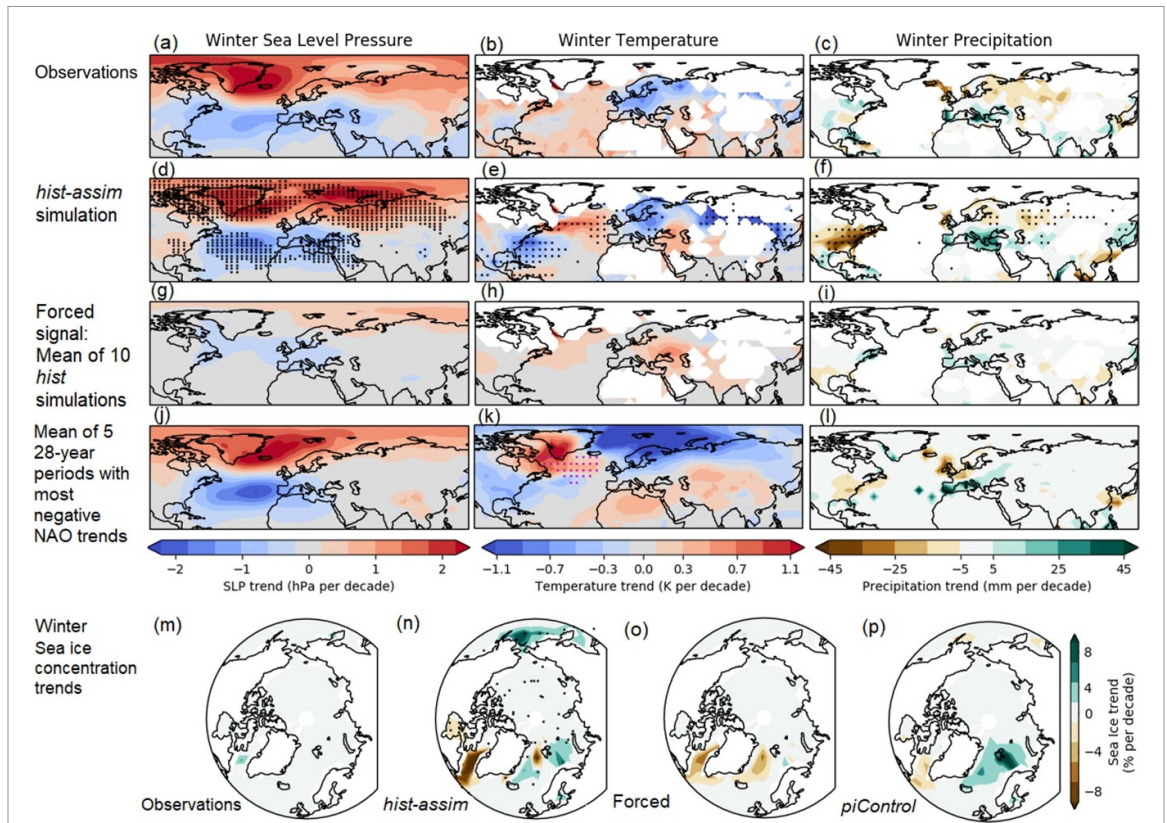 (a) Winter Sea Level Pressure
(b) Winter Temperature
(c) Winter Precipitation
Observations
(d)
(e)
(f)
hist-assim
simulation
(g)
(h)
(i)
Forced
signal:
Mean of 10
hist
simulations
(j)
(k)
(l)
Mean of 5
28-year
periods with
most
negative
NAO trends
−2 −1 0 1 2
SLP trend (hPa per decade)
−1.1 −0.7 −0.3 0.0 0.3 0.7 1.1
Temperature trend (K per decade)
−45 −25 −5 5 25 45
Precipitation trend (mm per decade)
Winter
Sea ice
concentration
trends
(m)
(n)
(o)
(p)
Observations
hist-assim
Forced
piControl
8
4
0
−4
−8
Sea Ice trend
(% per decade)